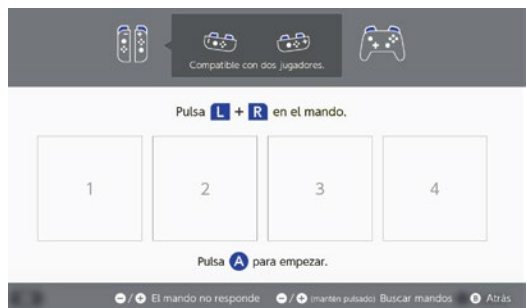 Compatible con dos jugadores.
Pulsa L + R en el mando.
1 2 3 4
Pulsa A para empezar.
-/+ El mando no responde -/+ (mantén pulsado) Buscar mandos B Atrás